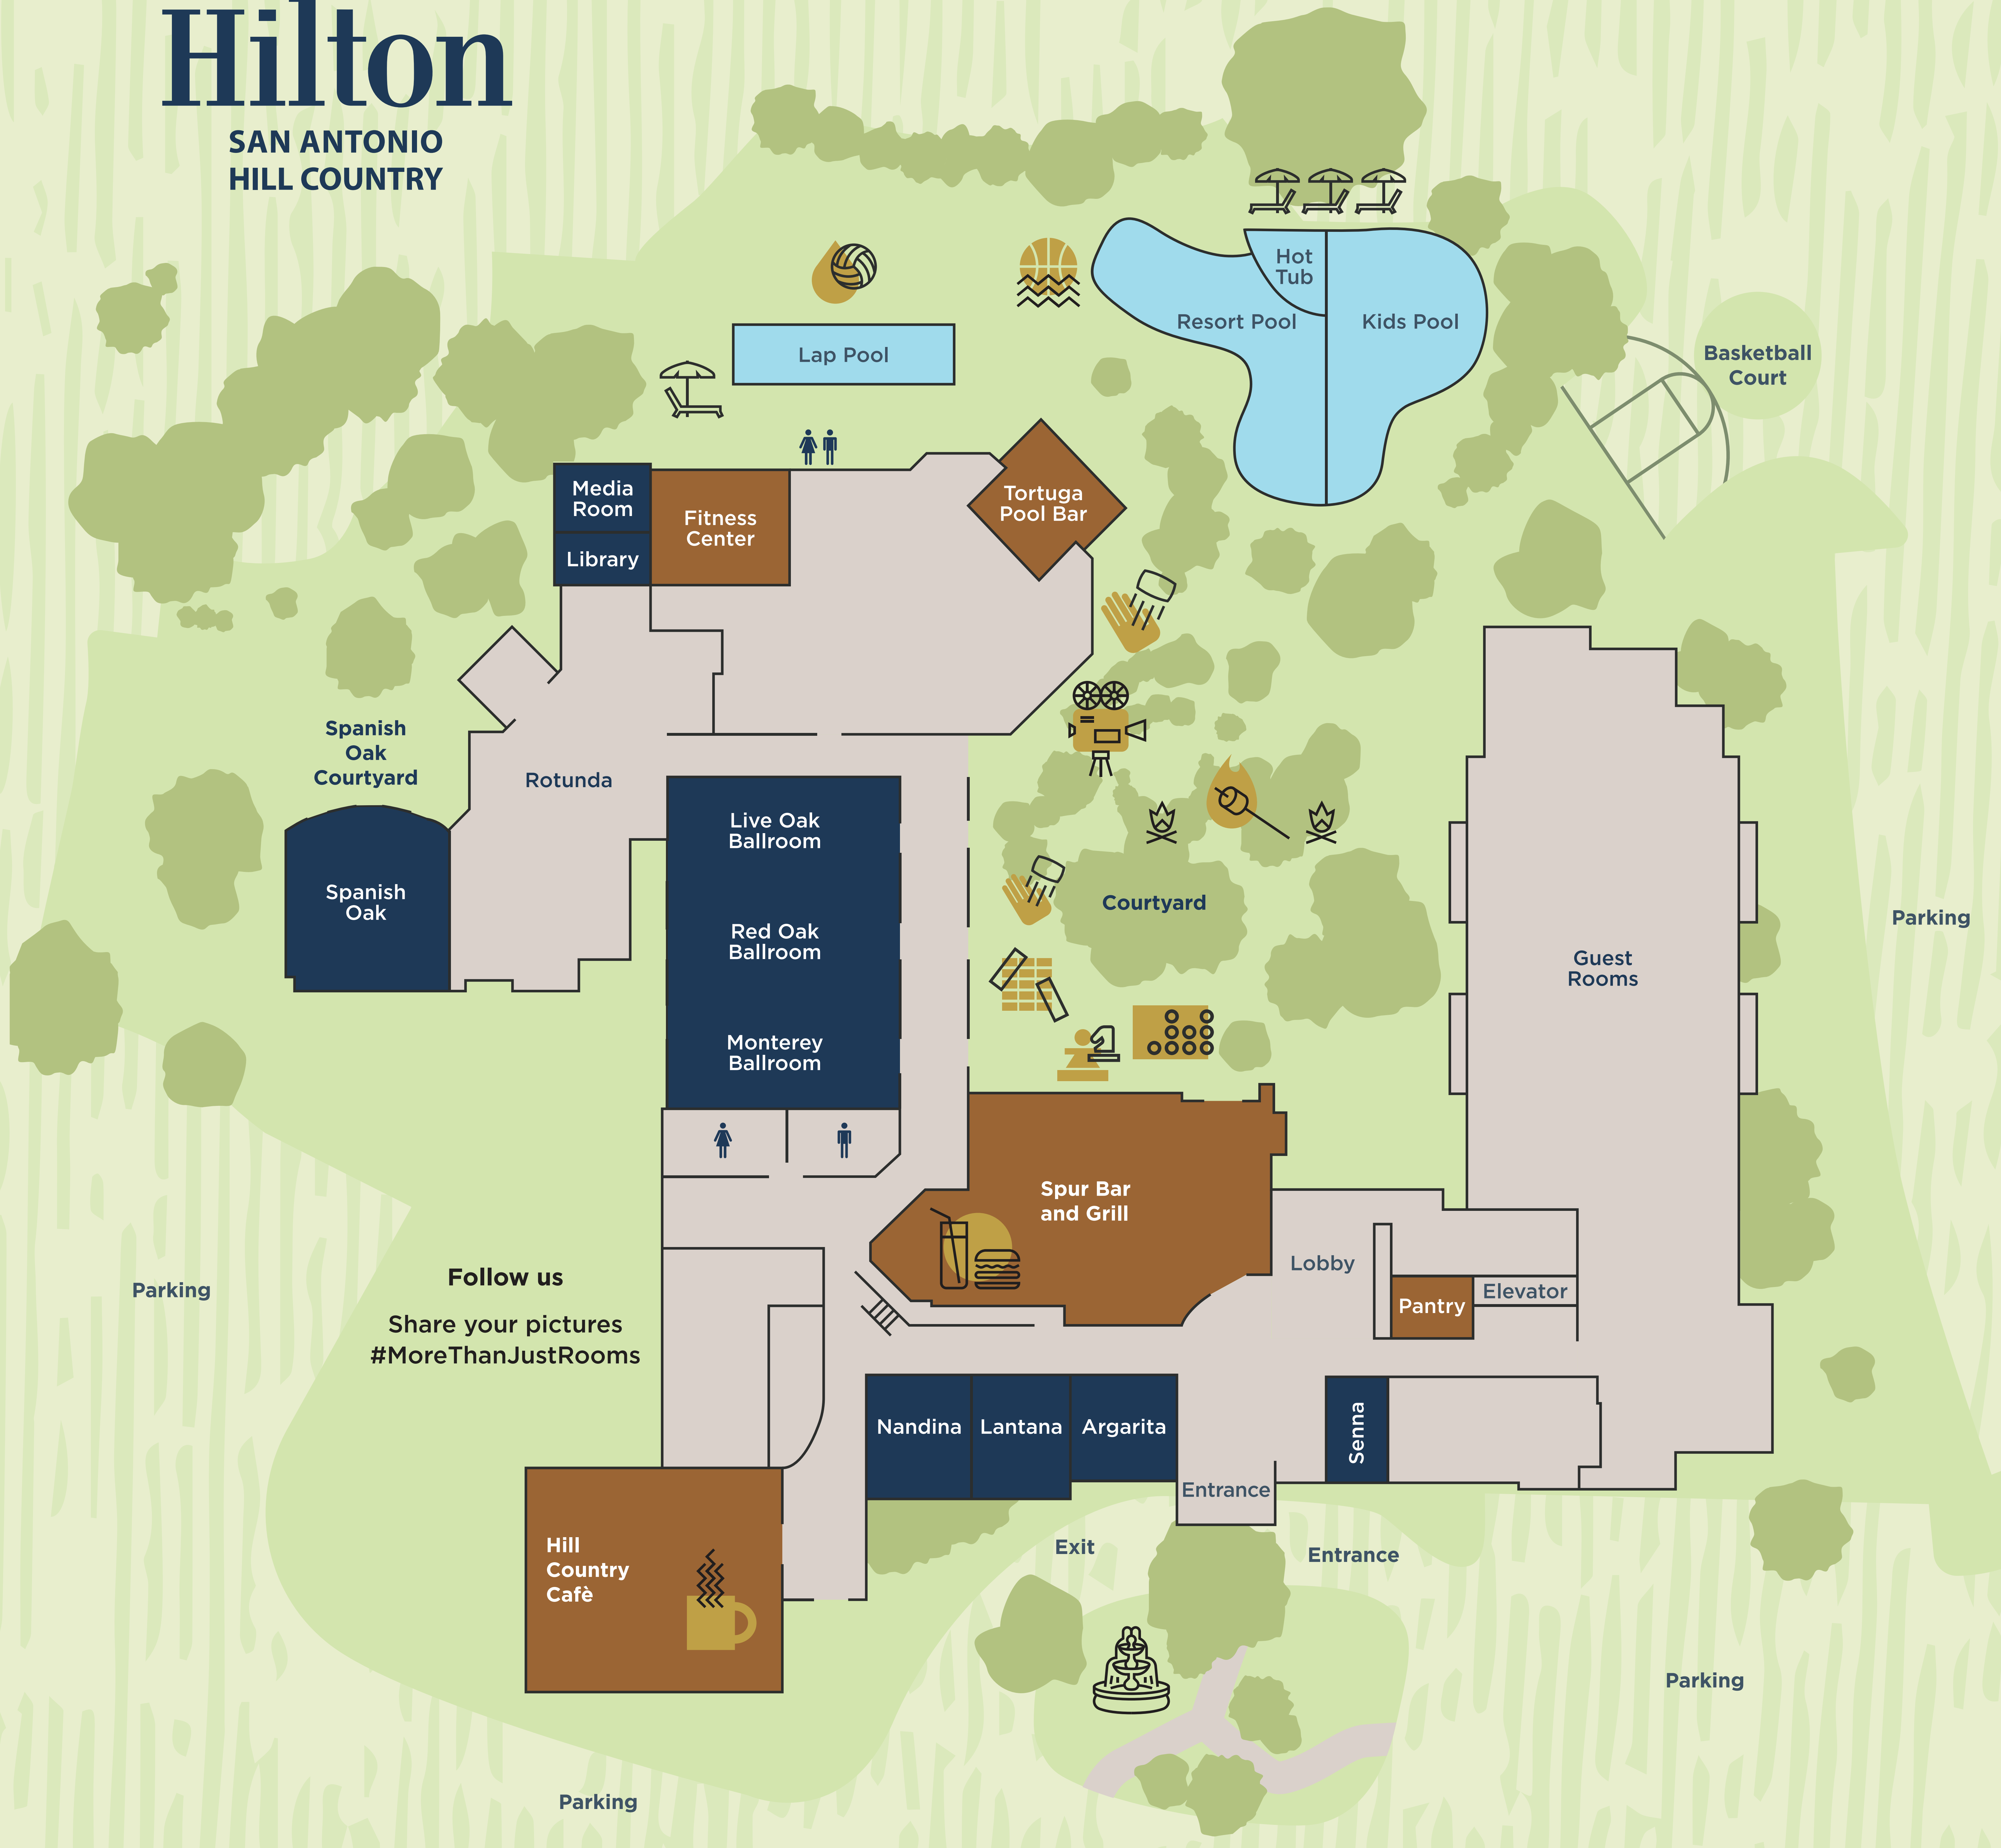 Hilton
SAN ANTONIO
HILL COUNTRY
Hot
Tub
Resort Pool
Kids Pool
Lap Pool
Basketball
Court
Media
Room
Library
Fitness
Center
Tortuga
Pool Bar
Spanish
Oak
Courtyard
Rotunda
Spanish
Oak
Live Oak
Ballroom
Red Oak
Ballroom
Monterey
Ballroom
Courtyard
Guest
Rooms
Parking
Spur Bar
and Grill
Lobby
Pantry
Elevator
Parking
Follow us
Share your pictures
#MoreThanJustRooms
Nandina
Lantana
Argarita
Senna
Entrance
Hill
Country
Cafè
Exit
Entrance
Parking
Parking